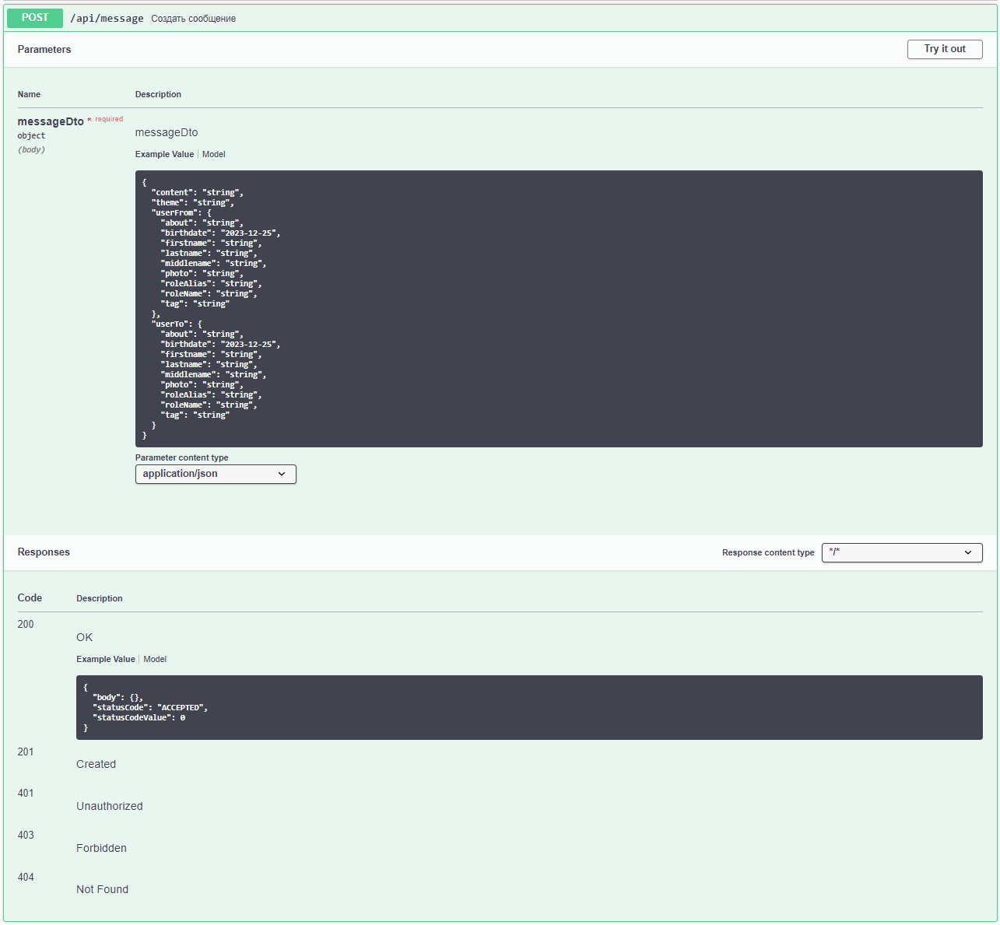 POST /api/message Создать сообщение
Parameters
Try it out
Name Description
messageDto * required
object
(body)
messageDto
Example Value Model
{
  "content": "string",
  "theme": "string",
  "userFrom": {
    "about": "string",
    "birthdate": "2023-12-25",
    "firstname": "string",
    "lastname": "string",
    "middlename": "string",
    "photo": "string",
    "roleAlias": "string",
    "roleName": "string",
    "tag": "string"
  },
  "userTo": {
    "about": "string",
    "birthdate": "2023-12-25",
    "firstname": "string",
    "lastname": "string",
    "middlename": "string",
    "photo": "string",
    "roleAlias": "string",
    "roleName": "string",
    "tag": "string"
  }
}
Parameter content type
application/json
Responses
Response content type */*
Code Description
200
OK
Example Value Model
{
  "body": {},
  "statusCode": "ACCEPTED",
  "statusCodeValue": 0
}
201
Created
401
Unauthorized
403
Forbidden
404
Not Found